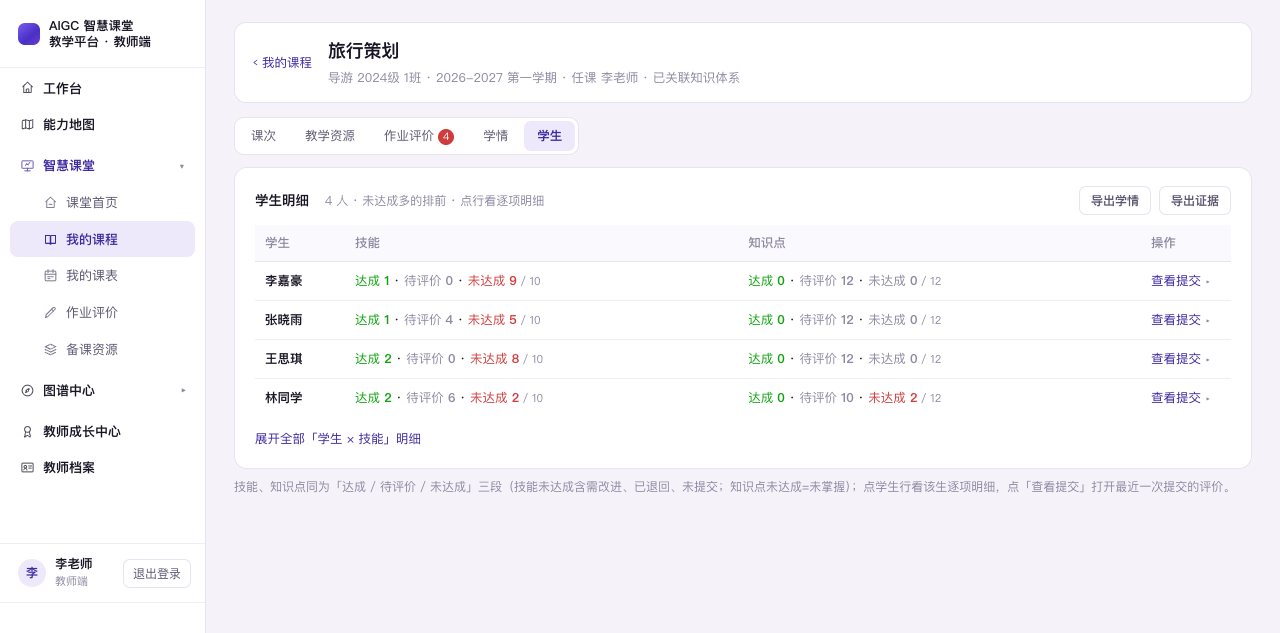 AIGC 智慧课堂
教学平台 · 教师端
工作台
能力地图
智慧课堂
课堂首页
我的课程
我的课表
作业评价
备课资源
图谱中心
教师成长中心
教师档案
李
李老师
教师端
退出登录
‹ 我的课程
旅行策划
导游 2024级 1班 · 2026–2027 第一学期 · 任课 李老师 · 已关联知识体系
课次 教学资源 作业评价 4 学情 学生
学生明细 4 人 · 未达成多的排前 · 点行看逐项明细 导出学情 导出证据
学生 技能 知识点 操作
李嘉豪 达成 1 · 待评价 0 · 未达成 9 / 10 达成 0 · 待评价 12 · 未达成 0 / 12 查看提交 ▸
张晓雨 达成 1 · 待评价 4 · 未达成 5 / 10 达成 0 · 待评价 12 · 未达成 0 / 12 查看提交 ▸
王思琪 达成 2 · 待评价 0 · 未达成 8 / 10 达成 0 · 待评价 12 · 未达成 0 / 12 查看提交 ▸
林同学 达成 2 · 待评价 6 · 未达成 2 / 10 达成 0 · 待评价 10 · 未达成 2 / 12 查看提交 ▸
展开全部「学生 × 技能」明细
技能、知识点同为「达成 / 待评价 / 未达成」三段（技能未达成含需改进、已退回、未提交；知识点未达成=未掌握）；点学生行看该生逐项明细，点「查看提交」打开最近一次提交的评价。